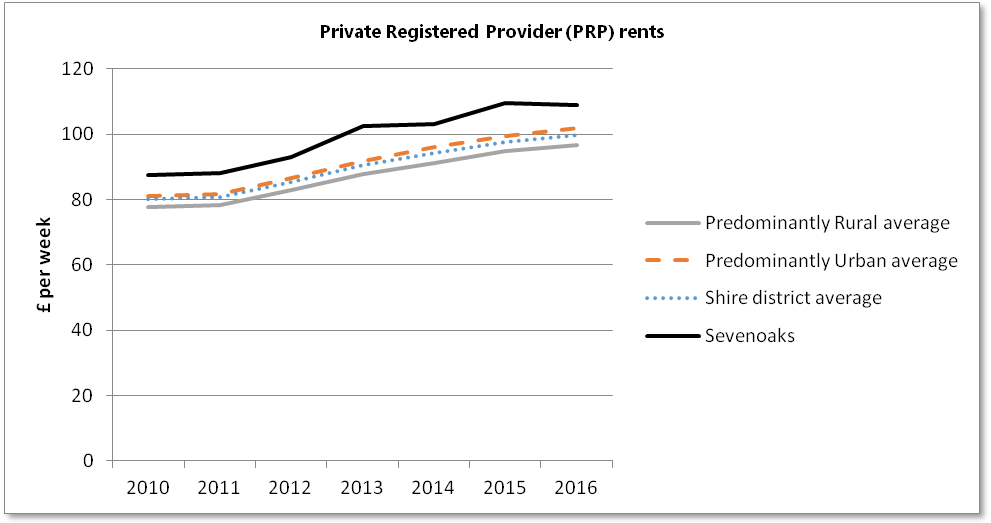 Private Registered Provider (PRP) rents
£ per week
120
100
80
60
40
20
0
2010 2011 2012 2013 2014 2015 2016
Predominantly Rural average
Predominantly Urban average
Shire district average
Sevenoaks